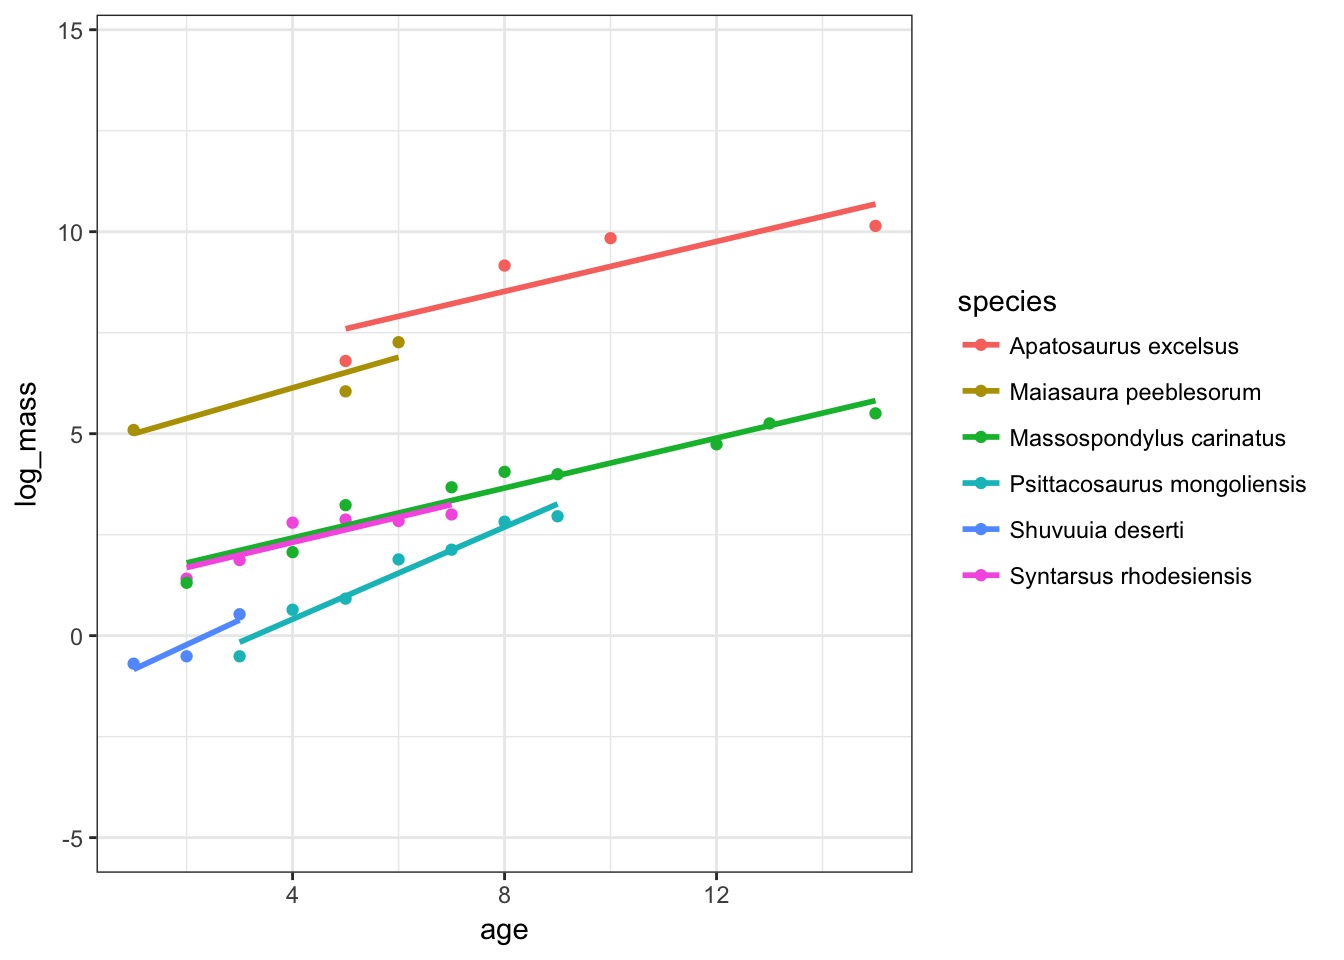 15
10
5
0
-5
log_mass
4
8
12
age
species
Apatosaurus excelsus
Maiasaura peeblesorum
Massospondylus carinatus
Psittacosaurus mongoliensis
Shuvuuia deserti
Syntarsus rhodesiensis